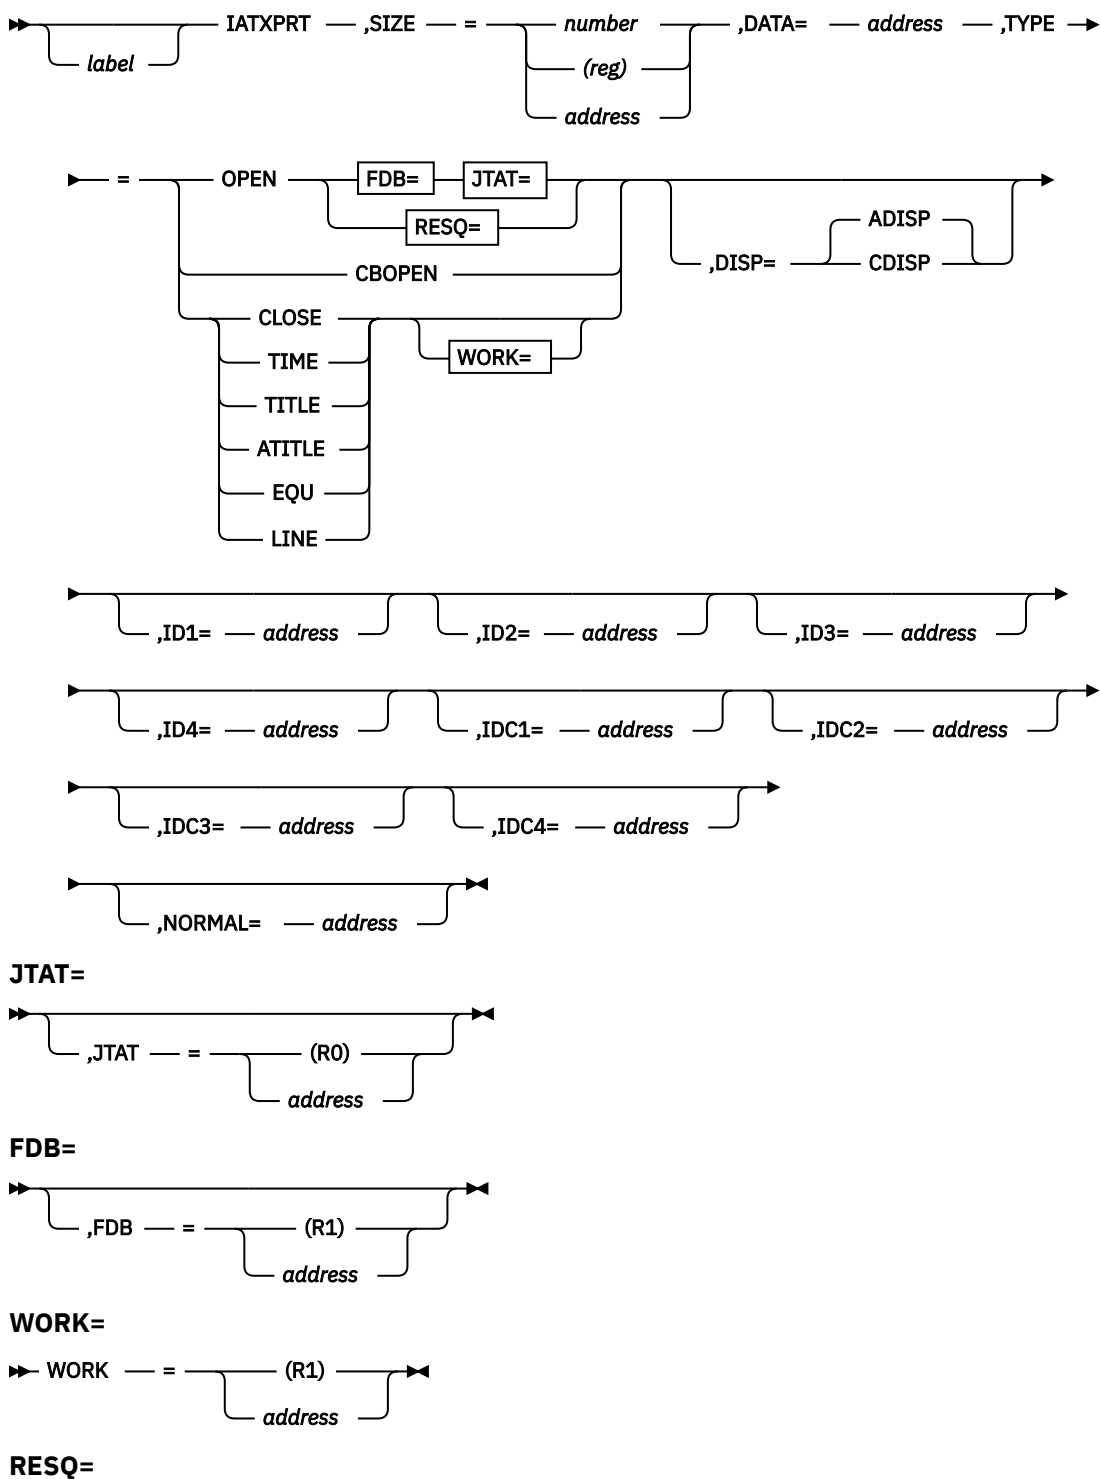 IATXPRT ,SIZE = number ,DATA= address ,TYPE
label (reg)
address
= OPEN FDB= JTAT=
RESQ= ADISP
,DISP= CDISP
CBOPEN
CLOSE
TIME WORK=
TITLE
ATITLE
EQU
LINE
,ID1= address ,ID2= address ,ID3= address
,ID4= address ,IDC1= address ,IDC2= address
,IDC3= address ,IDC4= address
,NORMAL= address
JTAT=
,JTAT = (R0)
address
FDB=
,FDB = (R1)
address
WORK=
WORK = (R1)
address
RESQ=